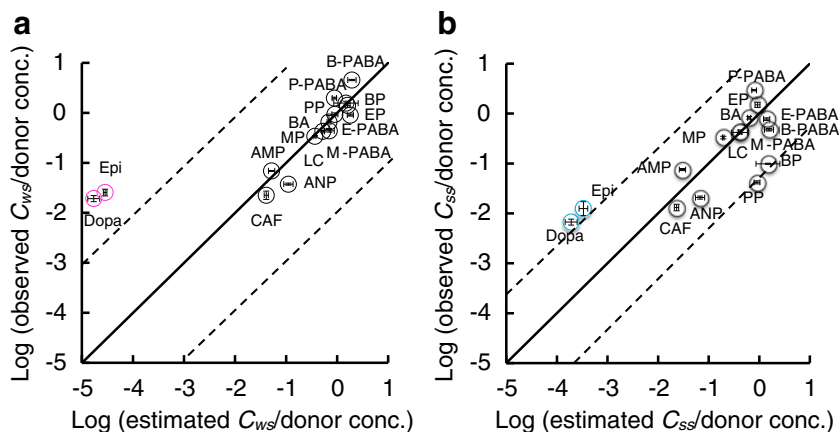 a
Log (observed Cws/donor conc.)
1
0
-1
-2
-3
-4
-5
B-PABA
P-PABA
PP
BP
BA
EP
MP
E-PABA
LC
M -PABA
AMP
ANP
CAF
Epi
Dopa
-5 -4 -3 -2 -1 0 1
Log (estimated Cws/donor conc.)
b
Log (observed Css/donor conc.)
1
0
-1
-2
-3
-4
-5
P-PABA
EP
BA
E-PABA
MP
B-PABA
LC
M -PABA
AMP
BP
PP
ANP
CAF
Epi
Dopa
-5 -4 -3 -2 -1 0 1
Log (estimated Css/donor conc.)